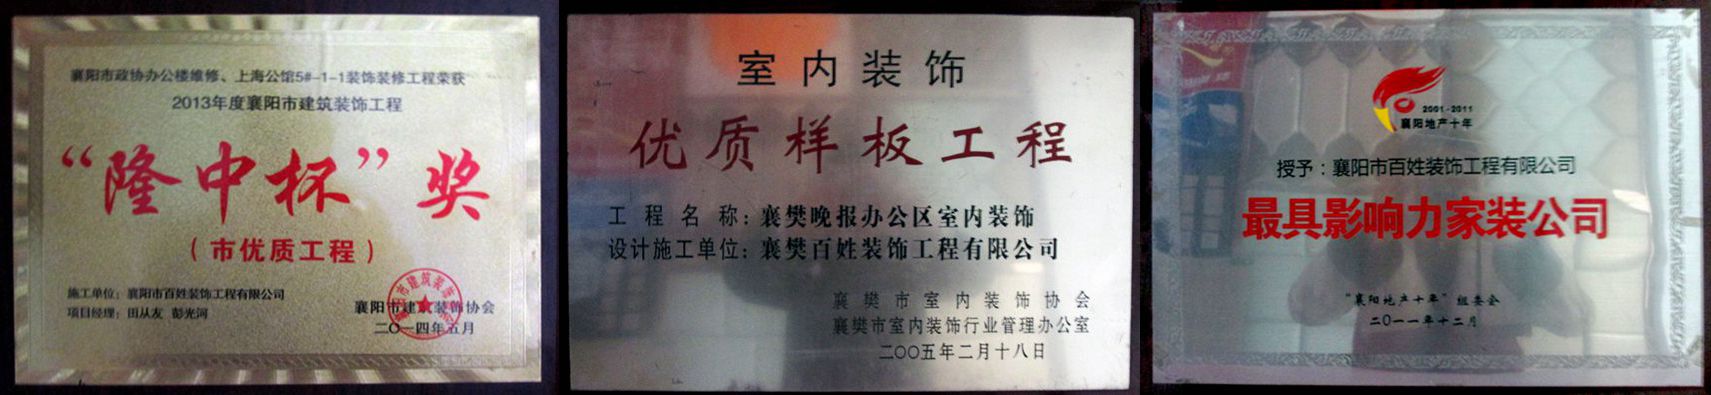 襄阳市政协办公楼维修、上海公馆5#-1-1装饰装修工程荣获
2013年度襄阳市建筑装饰工程
“隆中杯”奖
（市优质工程）
施工单位：襄阳市百姓装饰工程有限公司
项目经理：田从友 彭光河
襄阳市建筑装饰协会
二〇一四年五月
室内装饰
优质样板工程
工程名称：襄樊晚报办公区室内装饰
设计施工单位：襄樊百姓装饰工程有限公司
襄樊市室内装饰协会
襄樊市室内装饰行业管理办公室
二〇〇五年二月十八日
2001-2011
襄阳地产十年
授予：襄阳市百姓装饰工程有限公司
最具影响力家装公司
“襄阳地产十年”组委会
二〇一一年十二月